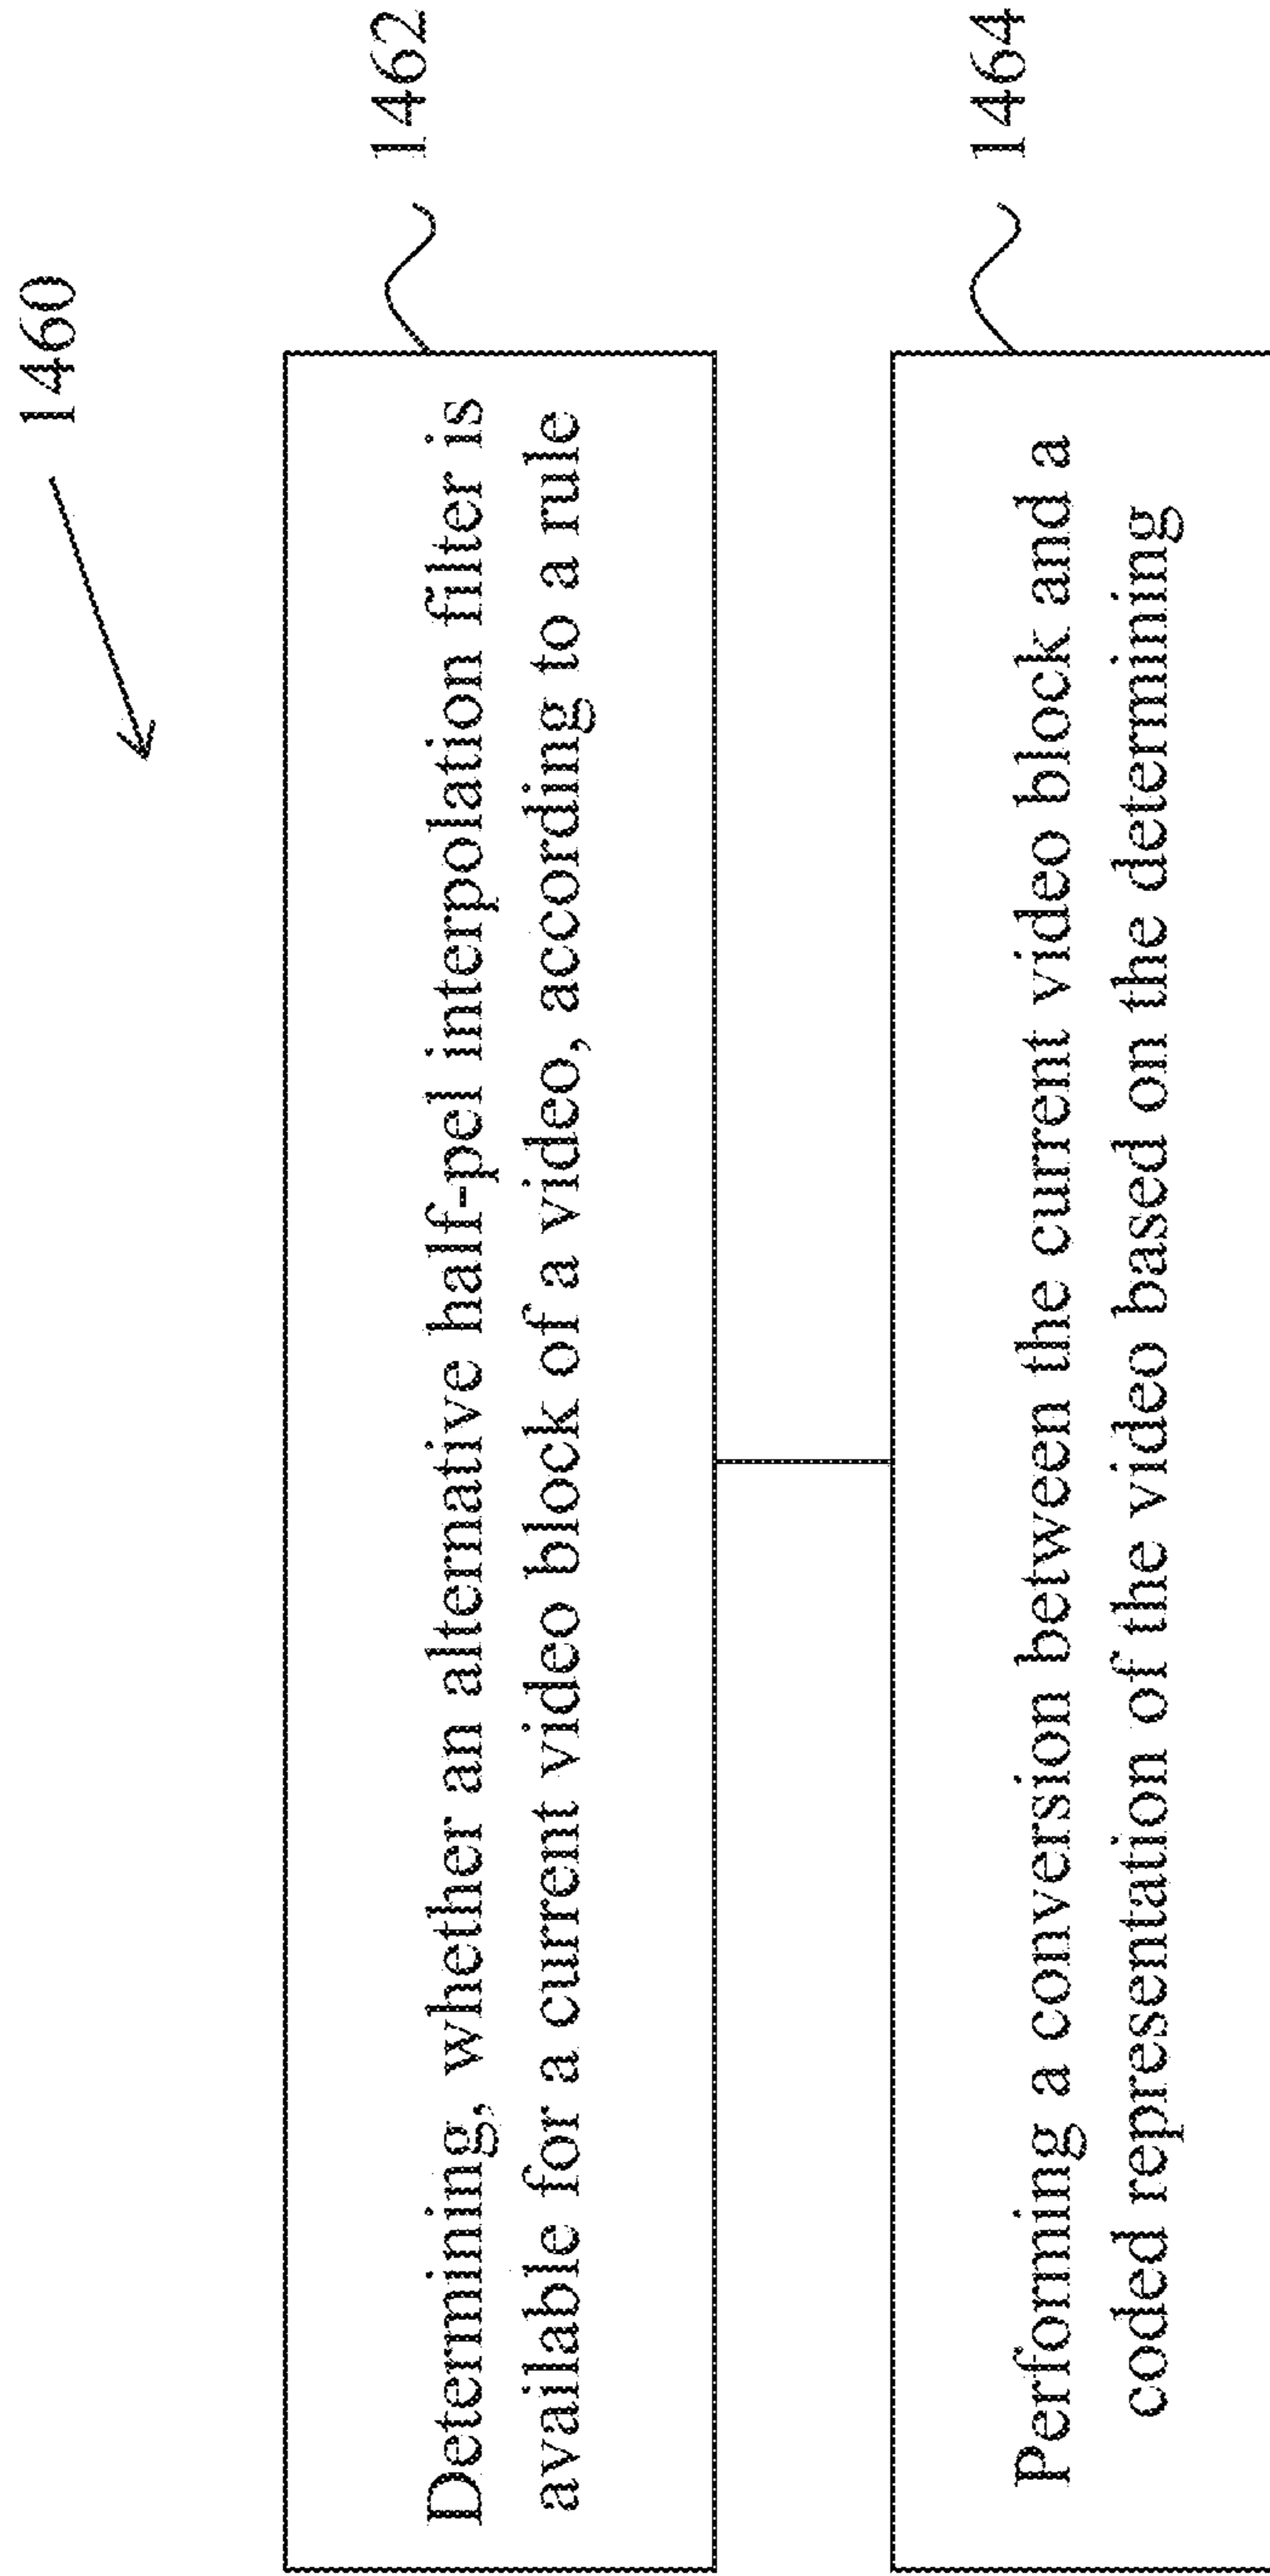 1460
Determining, whether an alternative half-pel interpolation filter is
available for a current video block of a video, according to a rule
1462
Performing a conversion between the current video block and a
coded representation of the video based on the determining
1464